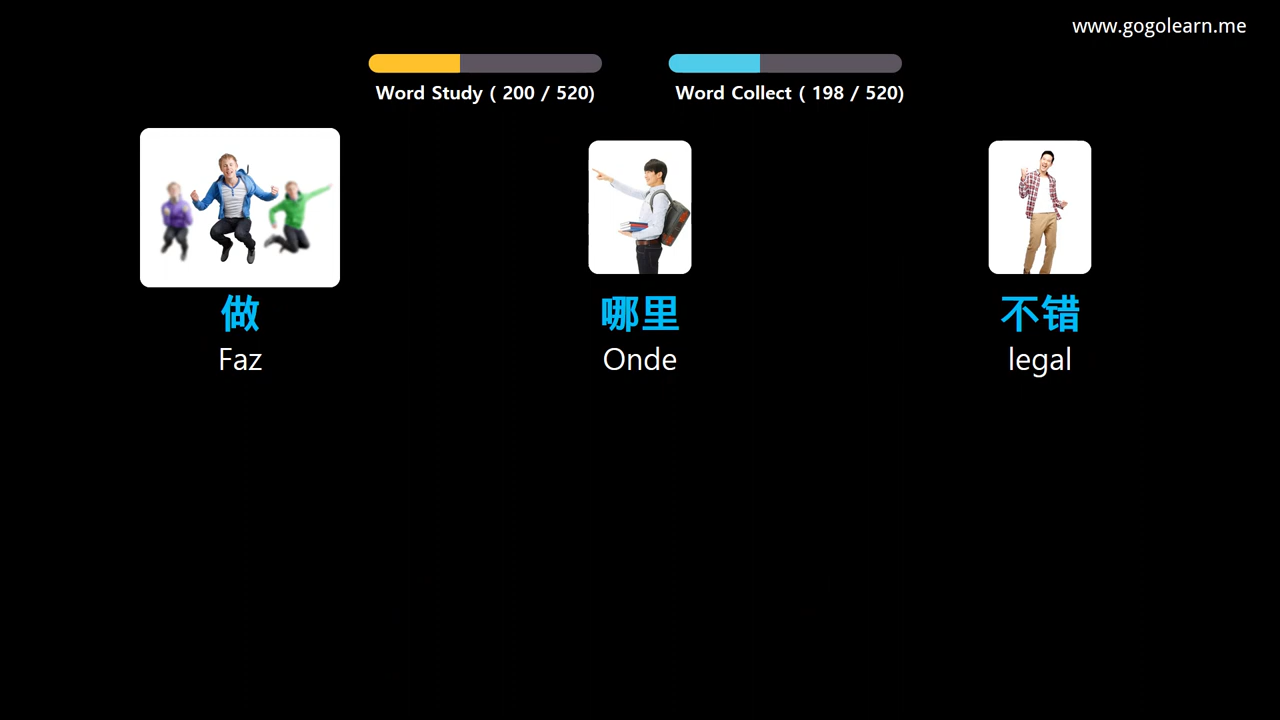 www.gogolearn.me
Word Study ( 200 / 520)
Word Collect ( 198 / 520)
做
Faz
哪里
Onde
不错
legal